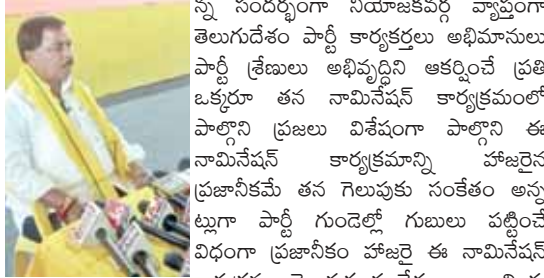 న్న సందర్భంగా నియోజకవర్గ వ్యాప్తంగా
తెలుగుదేశం పార్టీ కార్యకర్తలు అభిమానులు
పార్టీ శ్రేణులు అభివృద్ధిని ఆకర్షించే ప్రతి
ఒక్కరూ తన నామినేషన్ కార్యక్రమంలో
పాల్గొని ప్రజలు విశేషంగా పాల్గొని ఈ
నామినేషన్ కార్యక్రమాన్ని హాజరైన
ప్రజానీకమే తన గెలుపుకు సంకేతం అన్న
ట్లుగా పార్టీ గుండెల్లో గుబులు పట్టించే
విధంగా ప్రజానీకం హాజరై ఈ నామినేషన్